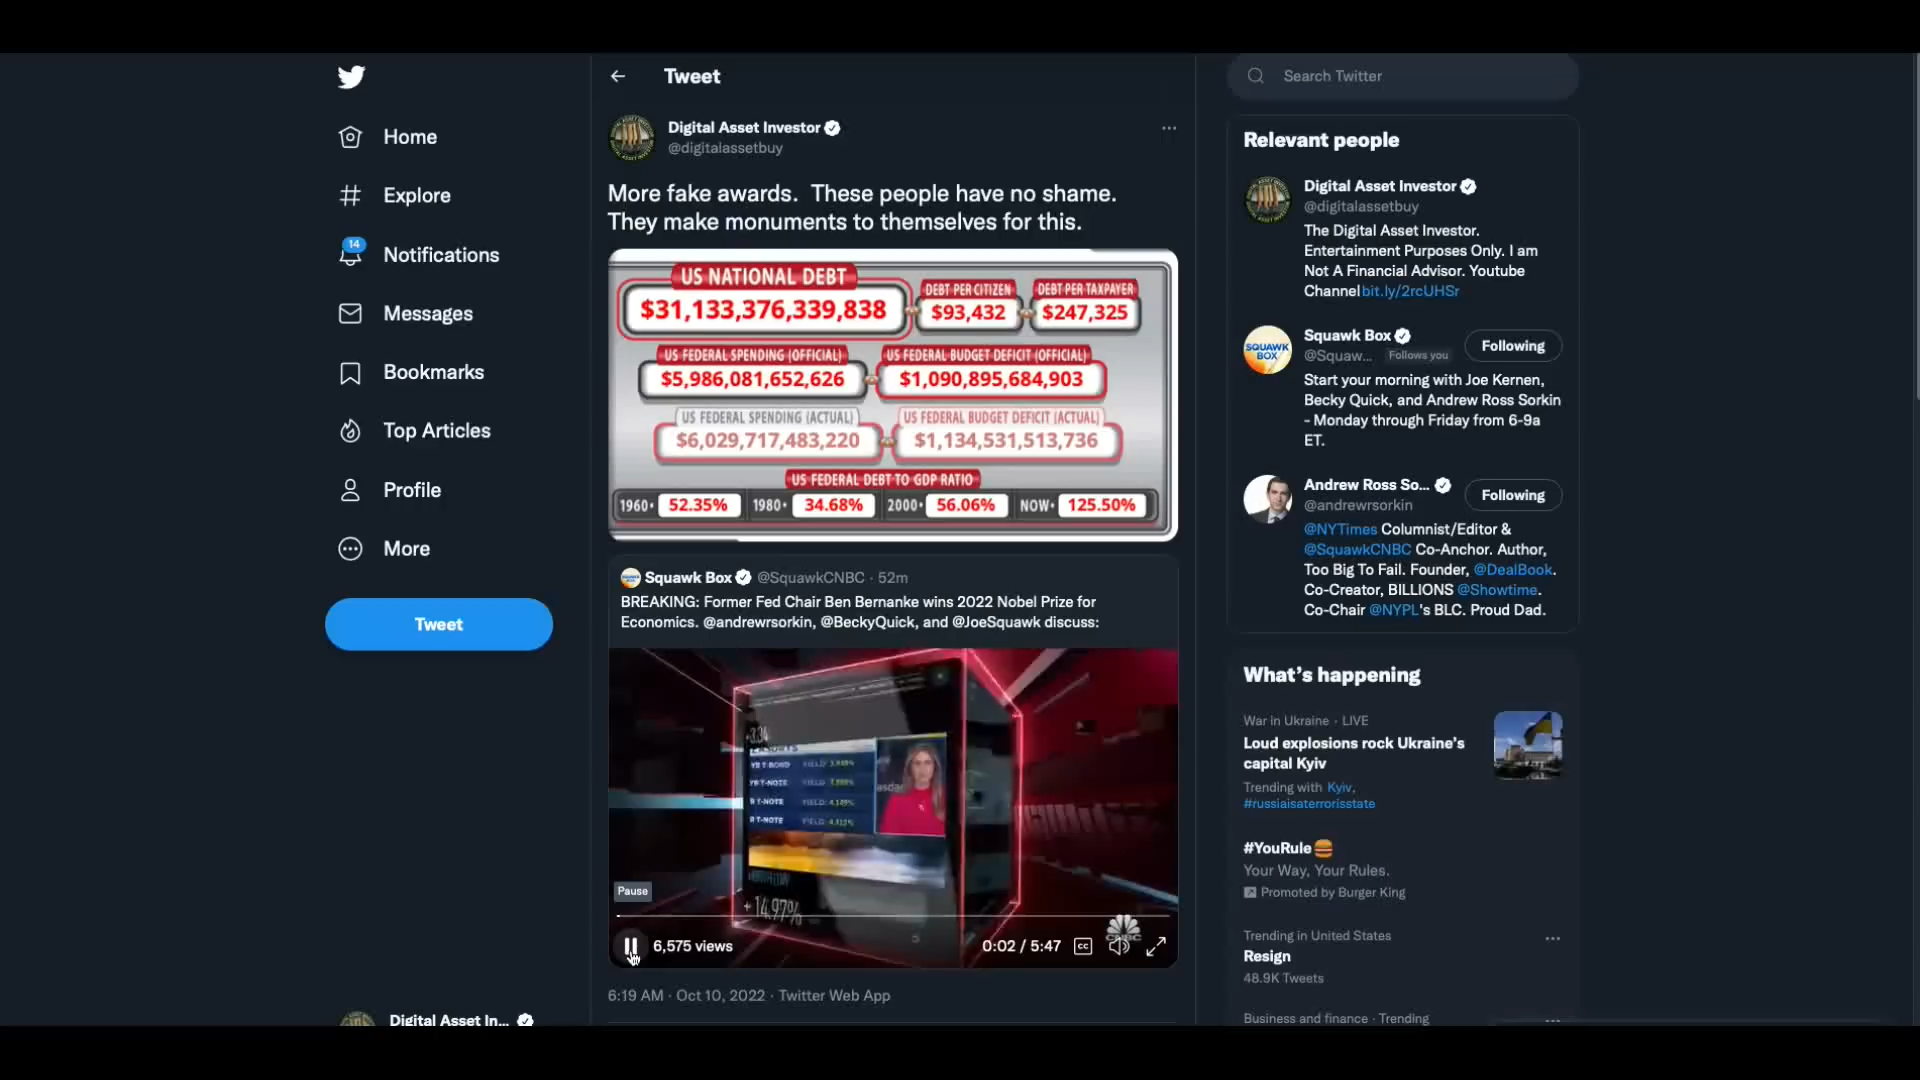 Home
Explore
14
Notifications
Messages
Bookmarks
Top Articles
Profile
More
Tweet
Digital Asset In...
Tweet
Digital Asset Investor
@digitalassetbuy
More fake awards.  These people have no shame.
They make monuments to themselves for this.
US NATIONAL DEBT
$31,133,376,339,838
DEBT PER CITIZEN
$93,432
DEBT PER TAXPAYER
$247,325
US FEDERAL SPENDING (OFFICIAL)
$5,986,081,652,626
US FEDERAL BUDGET DEFICIT (OFFICIAL)
$1,090,895,684,903
US FEDERAL SPENDING (ACTUAL)
$6,029,717,483,220
US FEDERAL BUDGET DEFICIT (ACTUAL)
$1,134,531,513,736
US FEDERAL DEBT TO GDP RATIO
1960• 52.35% 1980• 34.68% 2000• 56.06% NOW• 125.50%
Squawk Box @SquawkCNBC · 52m
BREAKING: Former Fed Chair Ben Bernanke wins 2022 Nobel Prize for
Economics. @andrewrsorkin, @BeckyQuick, and @JoeSquawk discuss:
+14.97%
Pause
6,575 views
0:02 / 5:47
CC
6:19 AM · Oct 10, 2022 · Twitter Web App
Search Twitter
Relevant people
Digital Asset Investor
@digitalassetbuy
The Digital Asset Investor.
Entertainment Purposes Only. I am
Not A Financial Advisor. Youtube
Channel bit.ly/2rcUHSr
SQUAWK
BOX
Squawk Box
@Squaw... Follows you
Following
Start your morning with Joe Kernen,
Becky Quick, and Andrew Ross Sorkin
- Monday through Friday from 6-9a
ET.
Andrew Ross So...
@andrewrsorkin
Following
@NYTimes Columnist/Editor &
@SquawkCNBC Co-Anchor. Author,
Too Big To Fail. Founder, @DealBook.
Co-Creator, BILLIONS @Showtime.
Co-Chair @NYPL's BLC. Proud Dad.
What's happening
War in Ukraine · LIVE
Loud explosions rock Ukraine's
capital Kyiv
Trending with Kyiv,
#russiaisaterrorisstate
#YouRule🍔
Your Way, Your Rules.
Promoted by Burger King
Trending in United States
Resign
48.9K Tweets
Business and finance · Trending